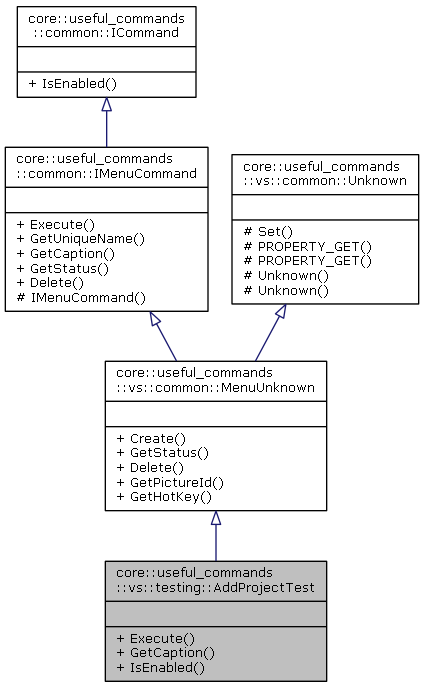 core::useful_commands
::common::ICommand
+ IsEnabled()
core::useful_commands
::common::IMenuCommand
+ Execute()
+ GetUniqueName()
+ GetCaption()
+ GetStatus()
+ Delete()
# IMenuCommand()
core::useful_commands
::vs::common::Unknown
# Set()
# PROPERTY_GET()
# PROPERTY_GET()
# Unknown()
# Unknown()
core::useful_commands
::vs::common::MenuUnknown
+ Create()
+ GetStatus()
+ Delete()
+ GetPictureId()
+ GetHotKey()
core::useful_commands
::vs::testing::AddProjectTest
+ Execute()
+ GetCaption()
+ IsEnabled()